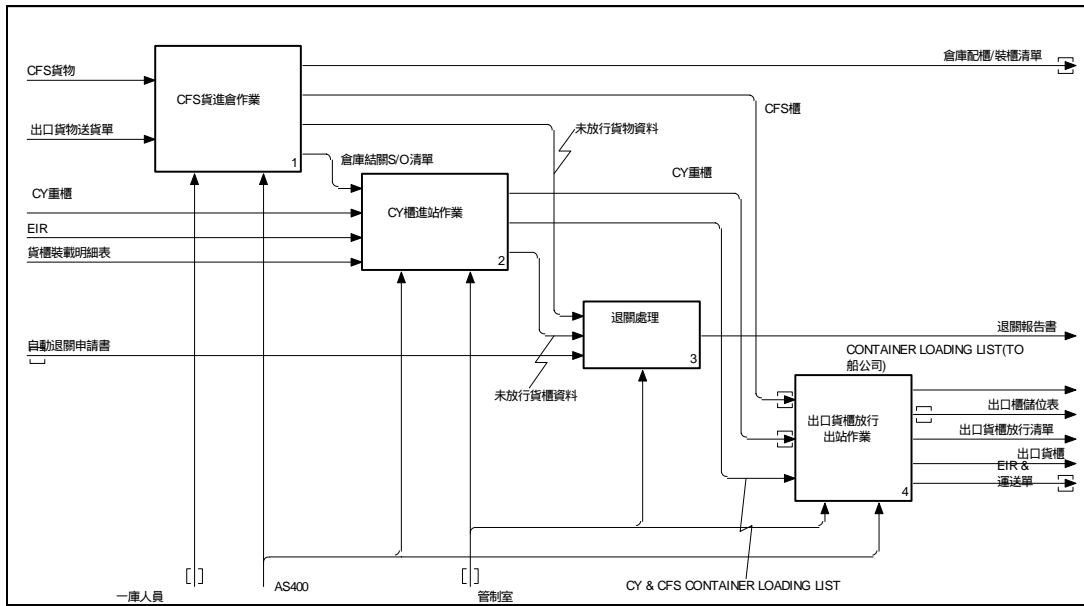 倉庫配櫃/裝櫃清單
CFS貨物
CFS貨進倉作業
CFS櫃
出口貨物送貨單
未放行貨物資料
1
倉庫結關S/O清單
CY重櫃
CY重櫃
CY櫃進站作業
EIR
貨櫃裝載明細表
2
退關處理
退關報告書
自動退關申請書
3
CONTAINER LOADING LIST(TO
船公司)
未放行貨櫃資料
出口櫃儲位表
出口貨櫃放行
出站作業
出口貨櫃放行清單
出口貨櫃
EIR &
運送單
4
AS400
CY & CFS CONTAINER LOADING LIST
一庫人員
管制室